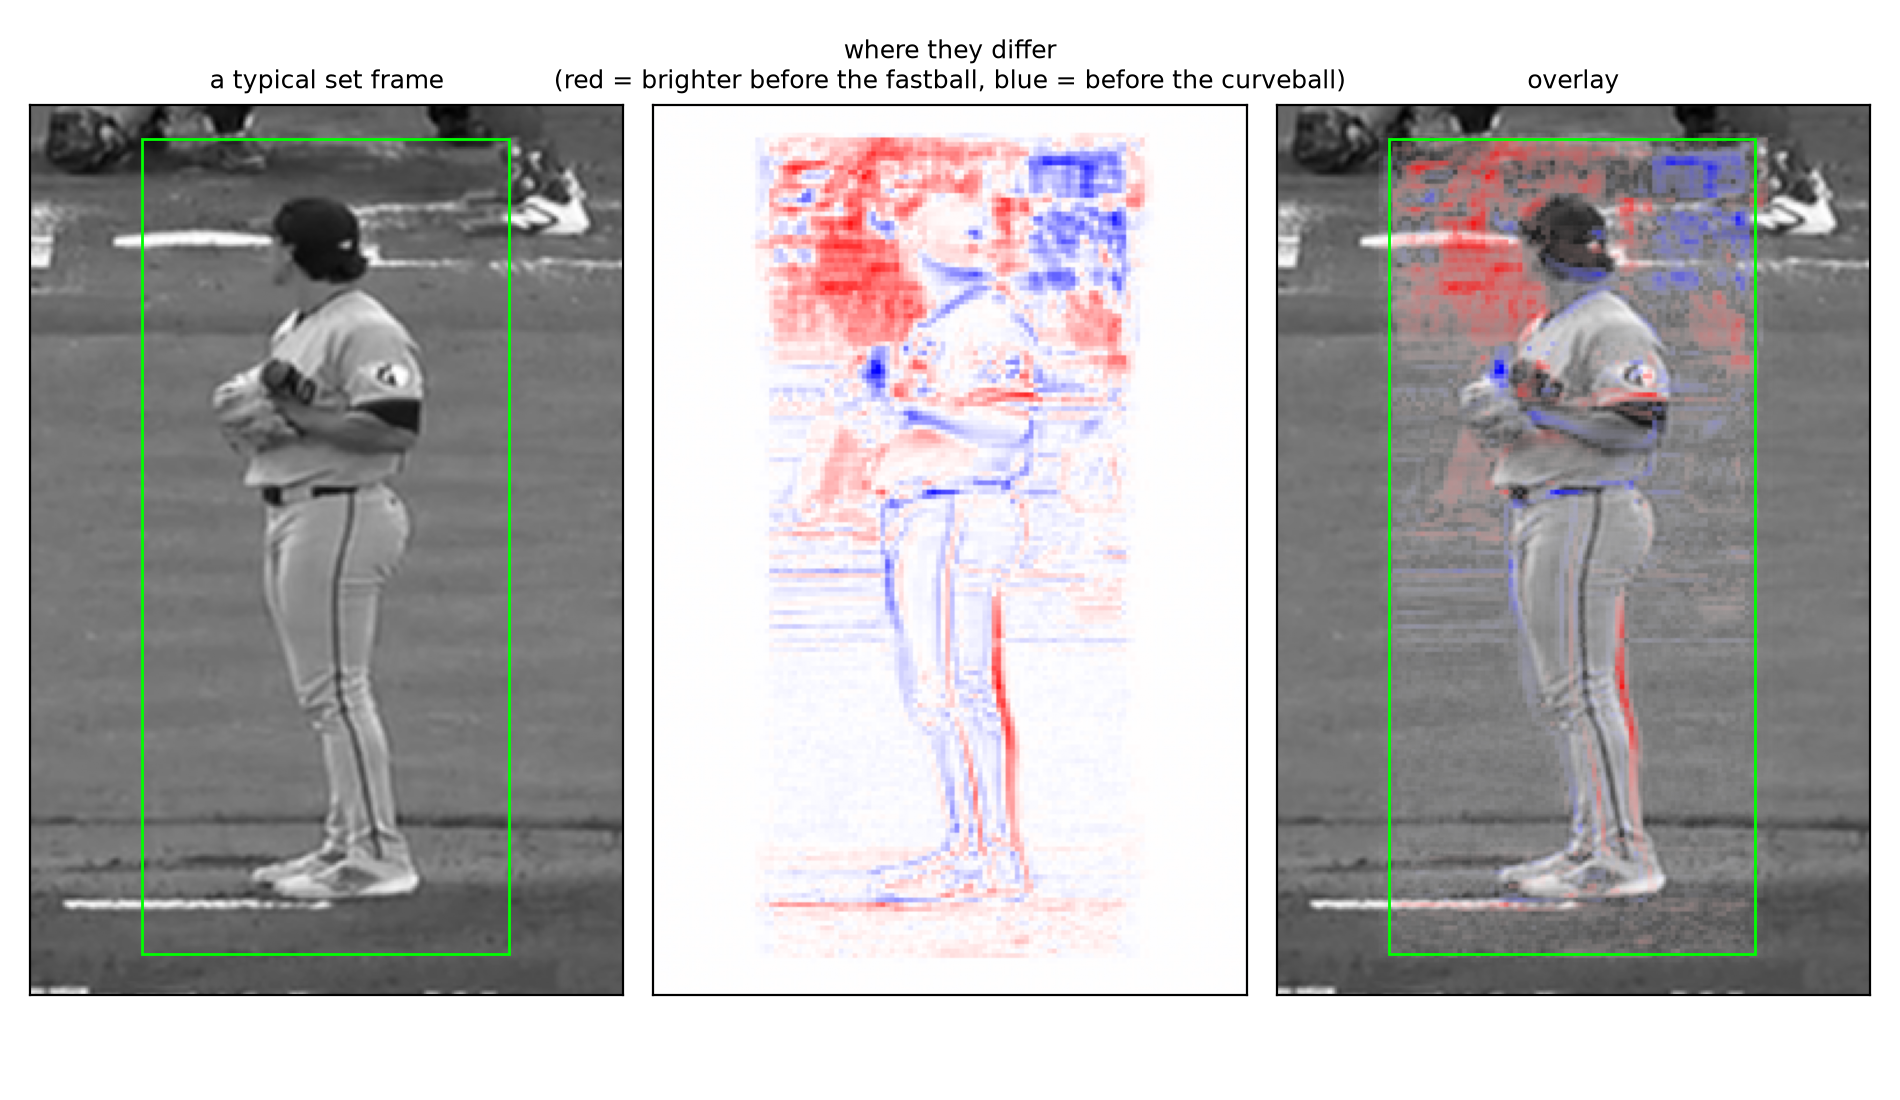 where they differ
a typical set frame
(red = brighter before the fastball, blue = before the curveball)
overlay